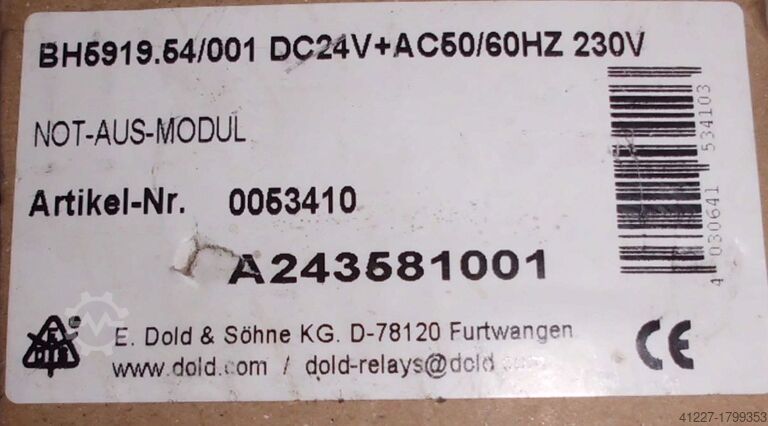 BH5919.54/001 DC24V+AC50/60HZ 230V
NOT-AUS-MODUL
Artikel-Nr. 0053410
A243581001
E. Dold & Söhne KG. D-78120 Furtwangen
www.dold.com / dold-relays@dold
4 030641 534103
41227-1799353